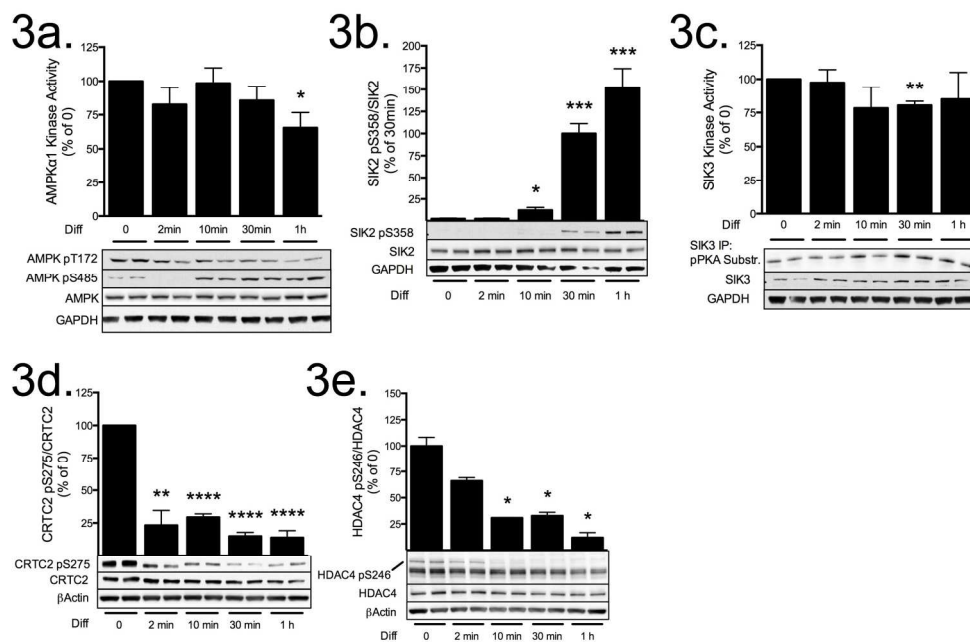 3a.
125
100
75
50
25
0
AMPKα1 Kinase Activity
(% of 0)
*
Diff
0 2min 10min 30min 1h
AMPK pT172
AMPK pS485
AMPK
GAPDH
3b.
200
175
150
125
100
75
50
25
0
SIK2 pS358/SIK2
(% of 30min)
* *** ***
SIK2 pS358
SIK2
GAPDH
Diff
0 2 min 10 min 30 min 1 h
3c.
125
100
75
50
25
0
SIK3 Kinase Activity
(% of 0)
**
Diff
0 2 min 10 min 30 min 1 h
SIK3 IP:
pPKA Substr.
SIK3
GAPDH
3d.
125
100
75
50
25
CRTC2 pS275/CRTC2
(% of 0)
** **** **** ****
CRTC2 pS275
CRTC2
βActin
Diff 0 2 min 10 min 30 min 1 h
3e.
150
125
100
75
50
25
HDAC4 pS246/HDAC4
(% of 0)
* * *
HDAC4 pS246
HDAC4
βActin
Diff 0 2 min 10 min 30 min 1 h